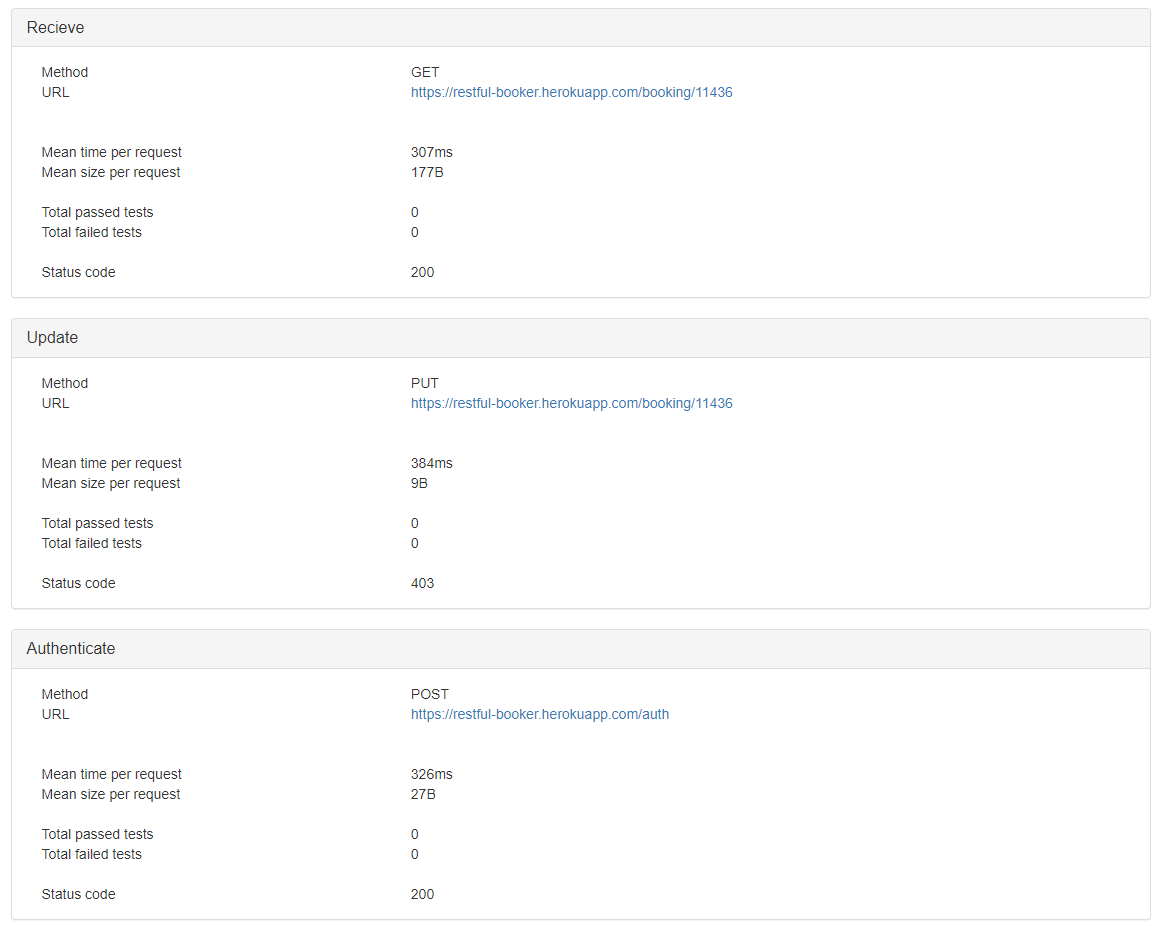 Recieve
Method GET
URL https://restful-booker.herokuapp.com/booking/11436
Mean time per request 307ms
Mean size per request 177B
Total passed tests 0
Total failed tests 0
Status code 200
Update
Method PUT
URL https://restful-booker.herokuapp.com/booking/11436
Mean time per request 384ms
Mean size per request 9B
Total passed tests 0
Total failed tests 0
Status code 403
Authenticate
Method POST
URL https://restful-booker.herokuapp.com/auth
Mean time per request 326ms
Mean size per request 27B
Total passed tests 0
Total failed tests 0
Status code 200